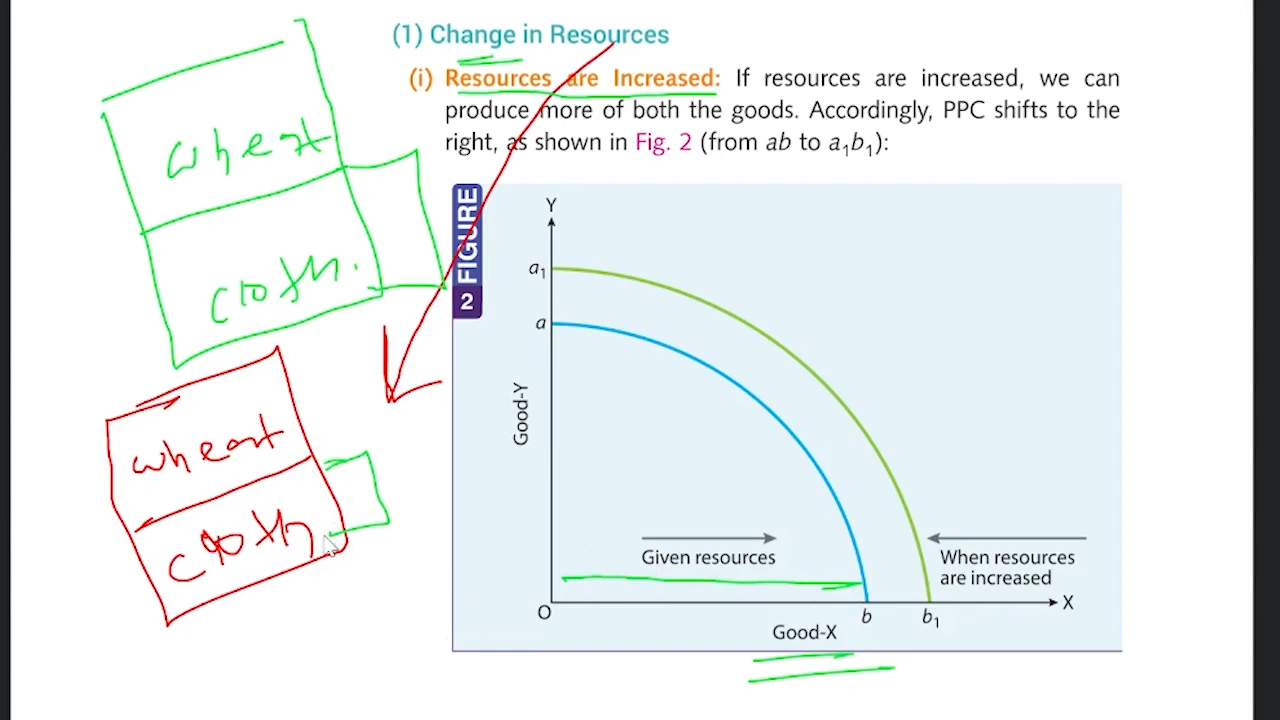 (1) Change in Resources
(i) Resources are Increased: If resources are increased, we can
produce more of both the goods. Accordingly, PPC shifts to the
right, as shown in Fig. 2 (from ab to a₁b₁):
wheat
cloth.
wheat
cloth
2 FIGURE
Y
a₁
a
Good-Y
Given resources
When resources
are increased
O
b
b₁
X
Good-X